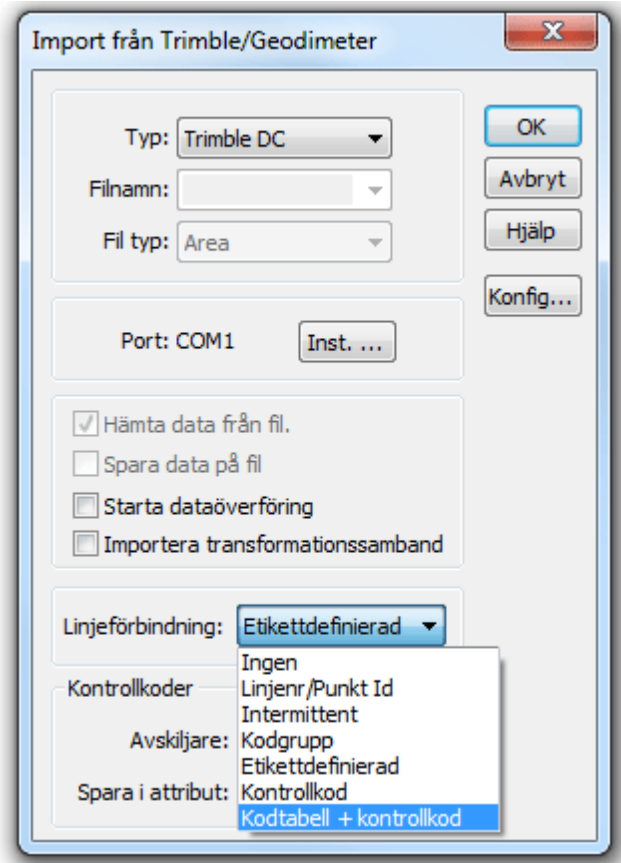 Import från Trimble/Geodimeter
Typ: Trimble DC
OK
Filnamn:
Avbryt
Fil typ: Area
Hjälp
Konfig...
Port: COM1 Inst. ...
Hämta data från fil.
Spara data på fil
Starta dataöverföring
Importera transformationssamband
Linjeförbindning: Etikettdefinierad
Ingen
Kontrollkoder
Linjenr/Punkt Id
Intermittent
Avskiljare:
Kodgrupp
Etikettdefinierad
Spara i attribut:
Kontrollkod
Kodtabell + kontrollkod